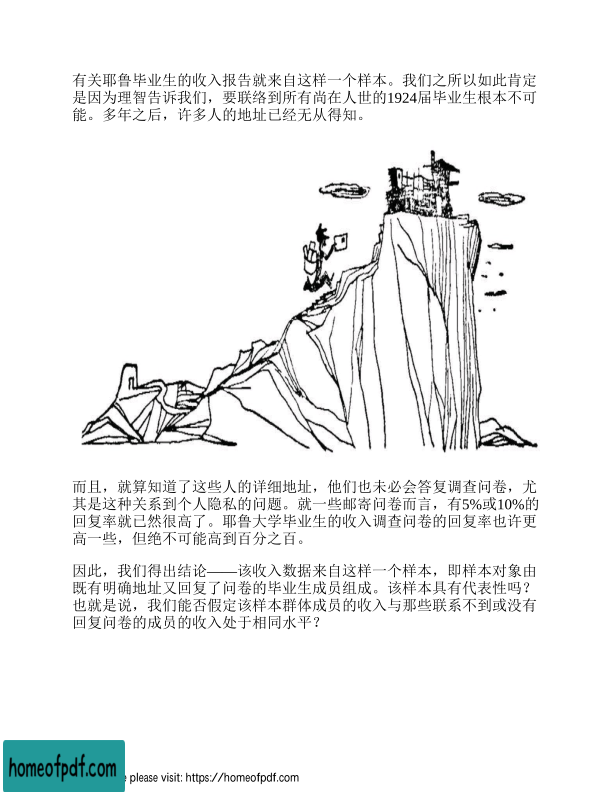 有关耶鲁毕业生的收入报告就来自这样一个样本。我们之所以如此肯定
是因为理智告诉我们，要联络到所有尚在人世的1924届毕业生根本不可
能。多年之后，许多人的地址已经无从得知。
而且，就算知道了这些人的详细地址，他们也未必会答复调查问卷，尤
其是这种关系到个人隐私的问题。就一些邮寄问卷而言，有5%或10%的
回复率就已然很高了。耶鲁大学毕业生的收入调查问卷的回复率也许更
高一些，但绝不可能高到百分之百。
因此，我们得出结论——该收入数据来自这样一个样本，即样本对象由
既有明确地址又回复了问卷的毕业生成员组成。该样本具有代表性吗？
也就是说，我们能否假定该样本群体成员的收入与那些联系不到或没有
回复问卷的成员的收入处于相同水平？
homeofpdf.com
please visit: https://homeofpdf.com